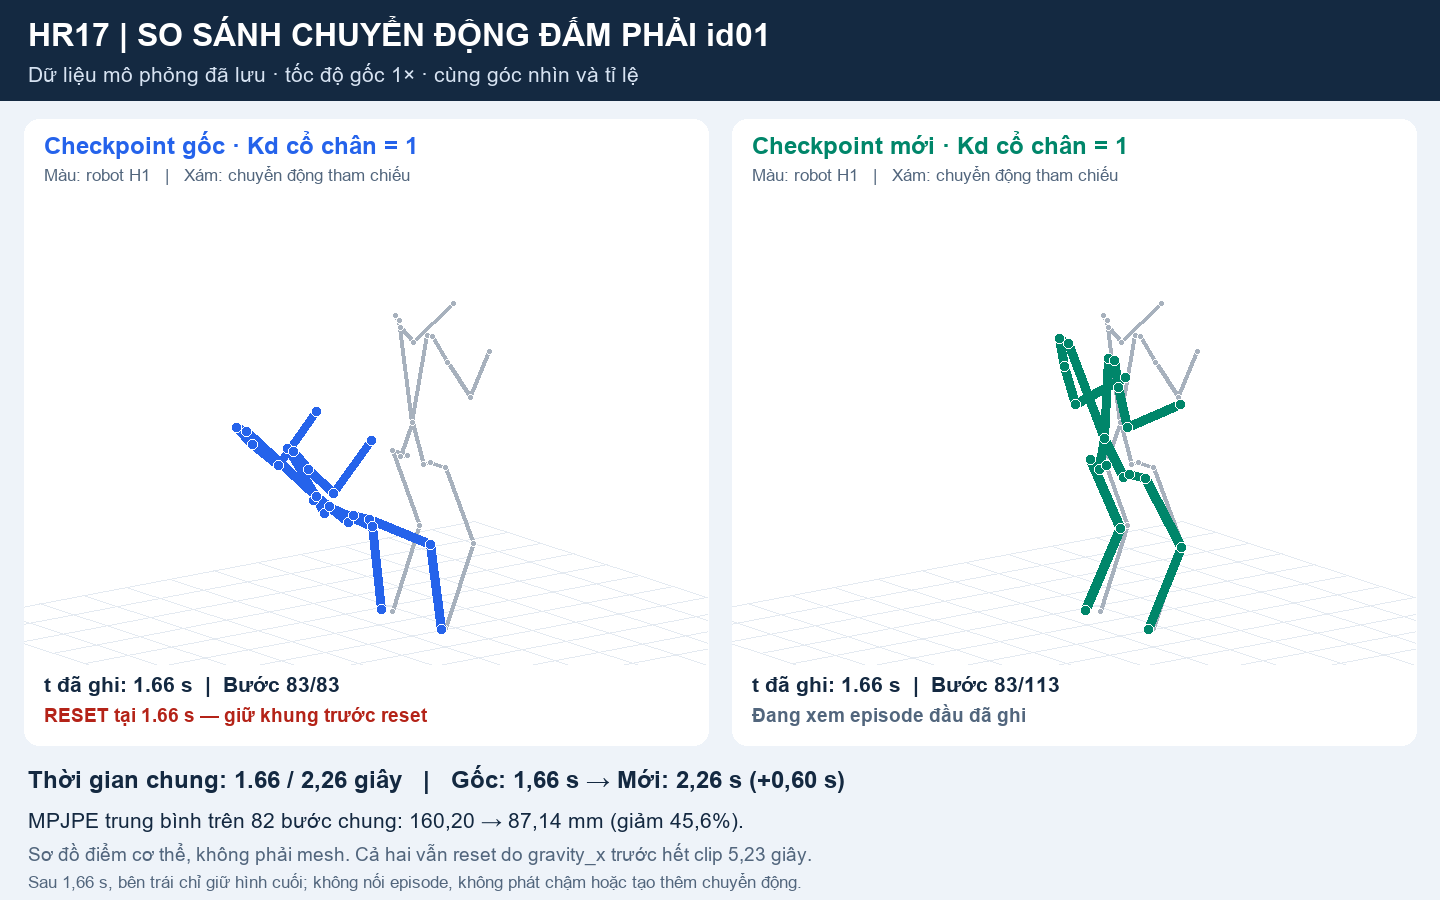 HR17 | SO SÁNH CHUYỂN ĐỘNG ĐẤM PHẢI id01
Dữ liệu mô phỏng đã lưu · tốc độ gốc 1× · cùng góc nhìn và tỉ lệ
Checkpoint gốc · Kd cổ chân = 1
Màu: robot H1 | Xám: chuyển động tham chiếu
t đã ghi: 1.66 s | Bước 83/83
RESET tại 1.66 s — giữ khung trước reset
Checkpoint mới · Kd cổ chân = 1
Màu: robot H1 | Xám: chuyển động tham chiếu
t đã ghi: 1.66 s | Bước 83/113
Đang xem episode đầu đã ghi
Thời gian chung: 1.66 / 2,26 giây | Gốc: 1,66 s → Mới: 2,26 s (+0,60 s)
MPJPE trung bình trên 82 bước chung: 160,20 → 87,14 mm (giảm 45,6%).
Sơ đồ điểm cơ thể, không phải mesh. Cả hai vẫn reset do gravity_x trước hết clip 5,23 giây.
Sau 1,66 s, bên trái chỉ giữ hình cuối; không nối episode, không phát chậm hoặc tạo thêm chuyển động.